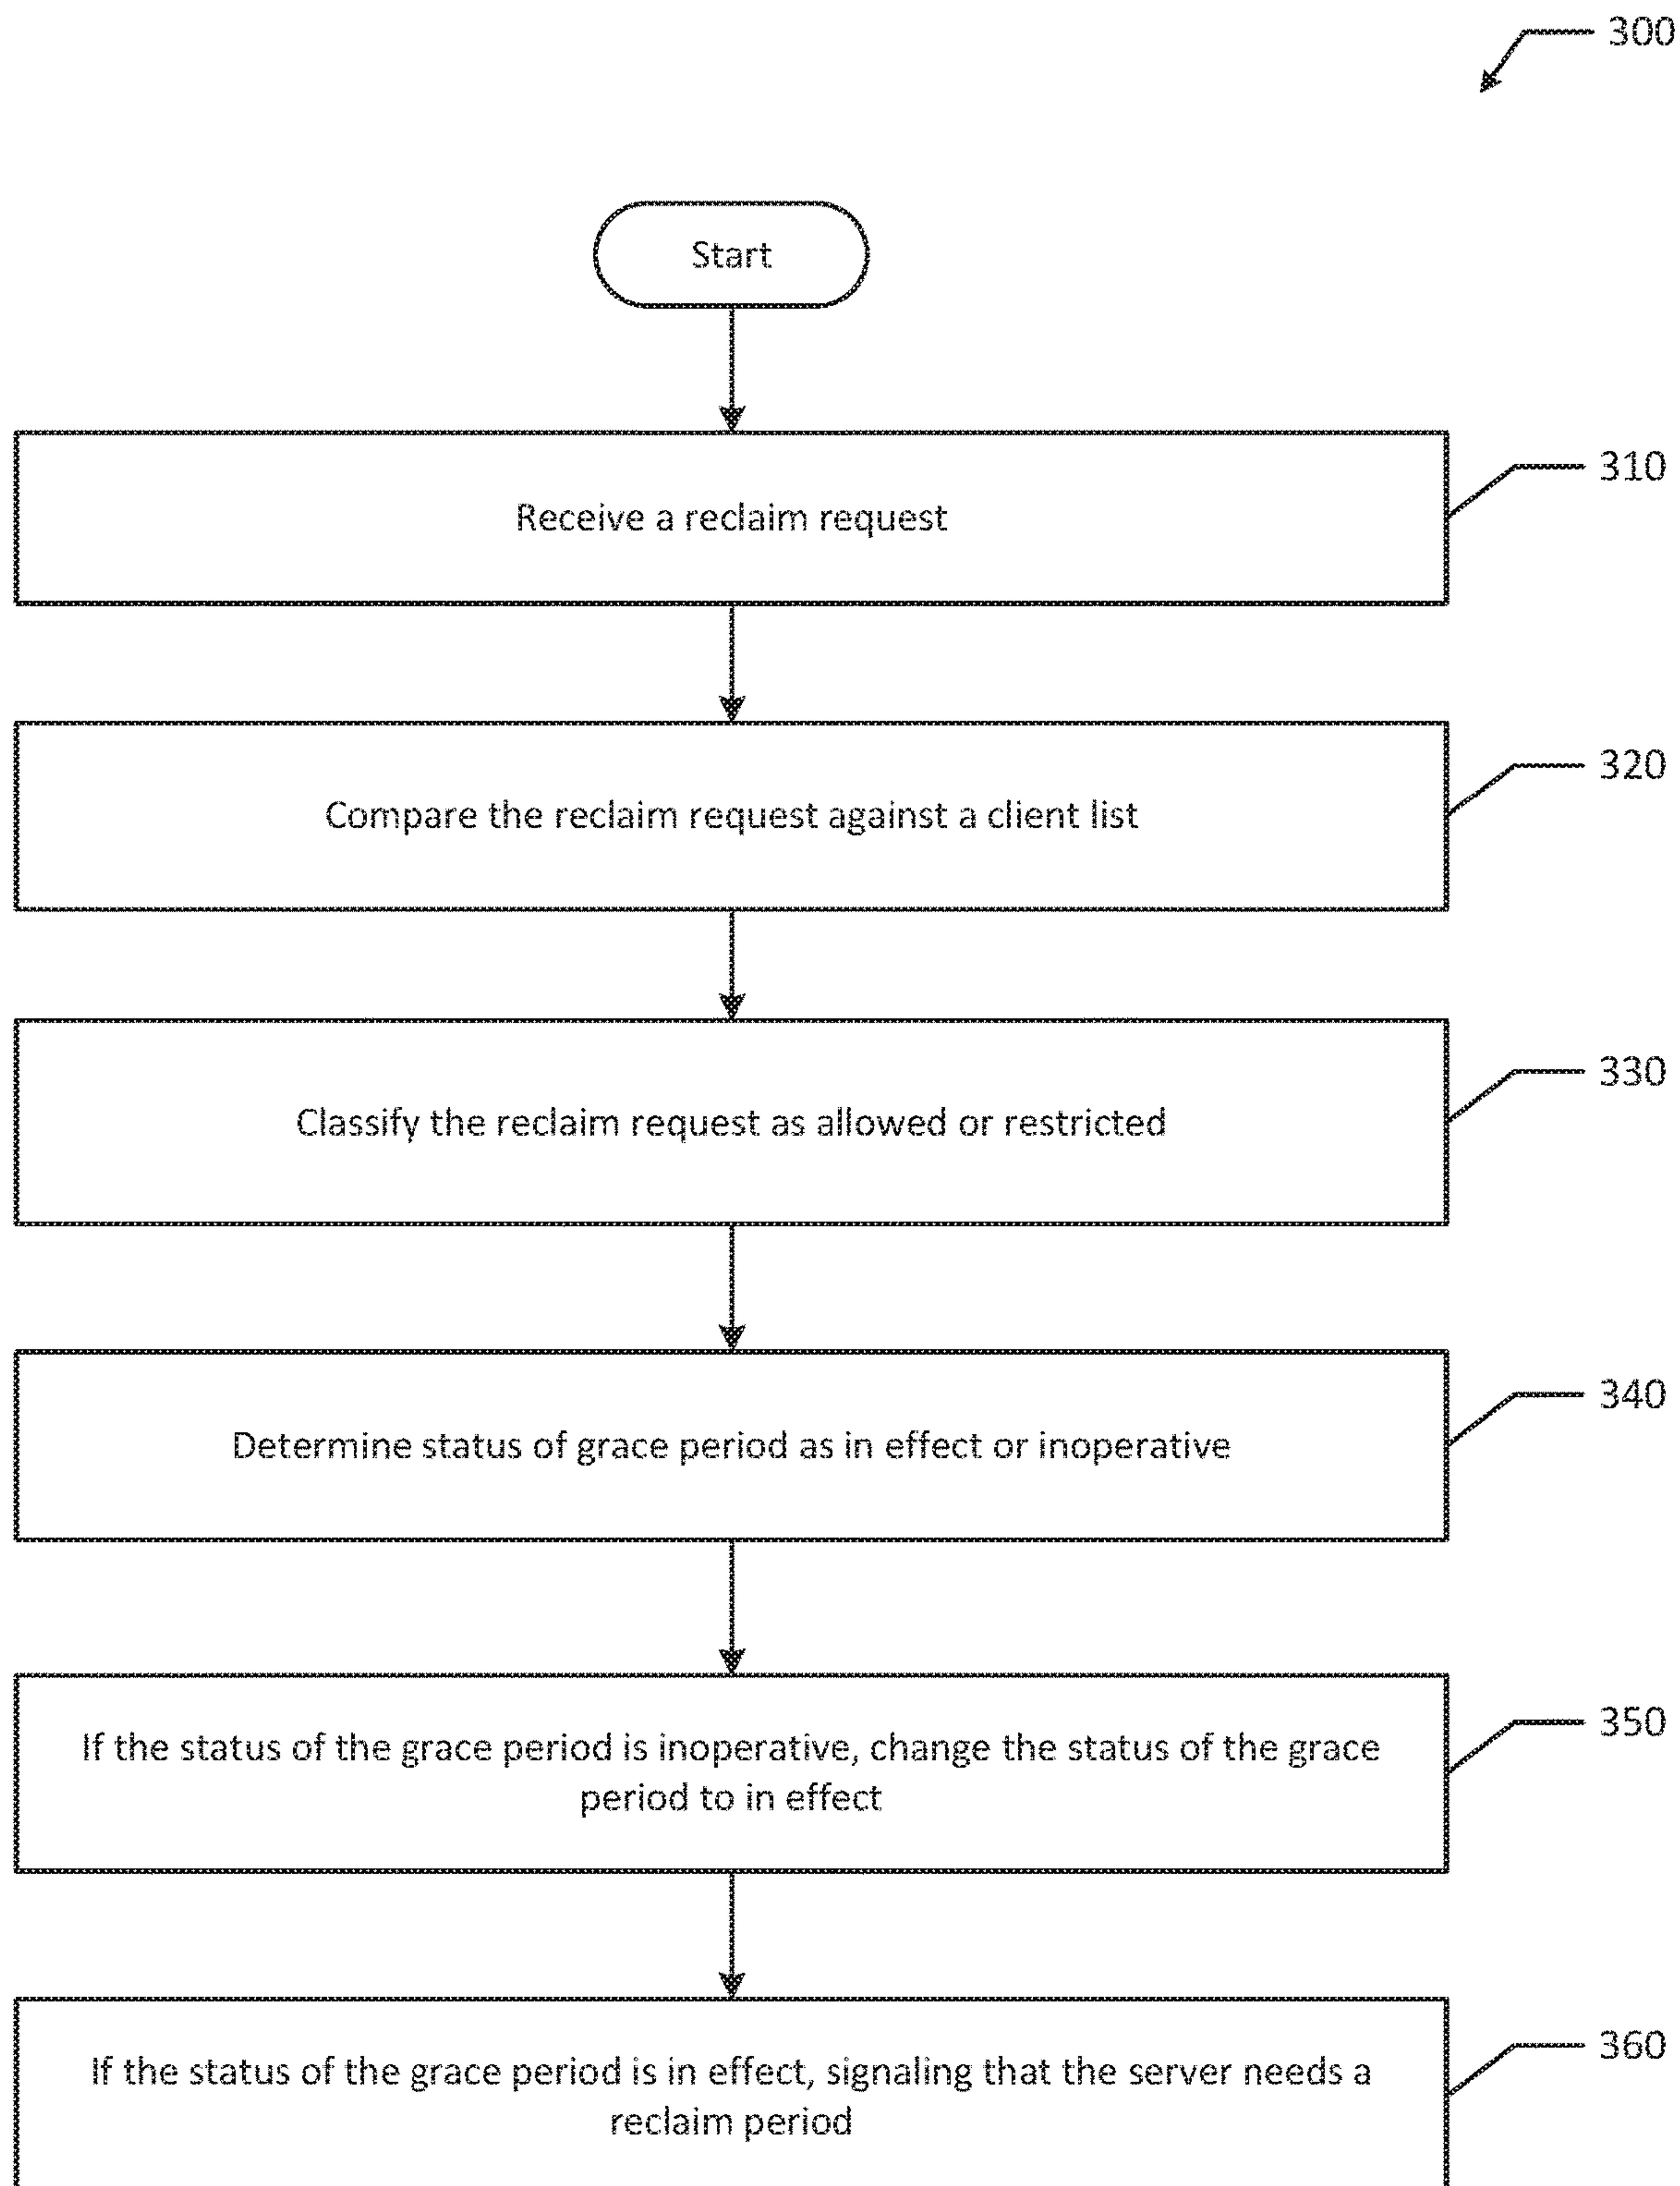 300
Start
Receive a reclaim request
310
Compare the reclaim request against a client list
320
Classify the reclaim request as allowed or restricted
330
Determine status of grace period as in effect or inoperative
340
If the status of the grace period is inoperative, change the status of the grace
period to in effect
350
If the status of the grace period is in effect, signaling that the server needs a
reclaim period
360